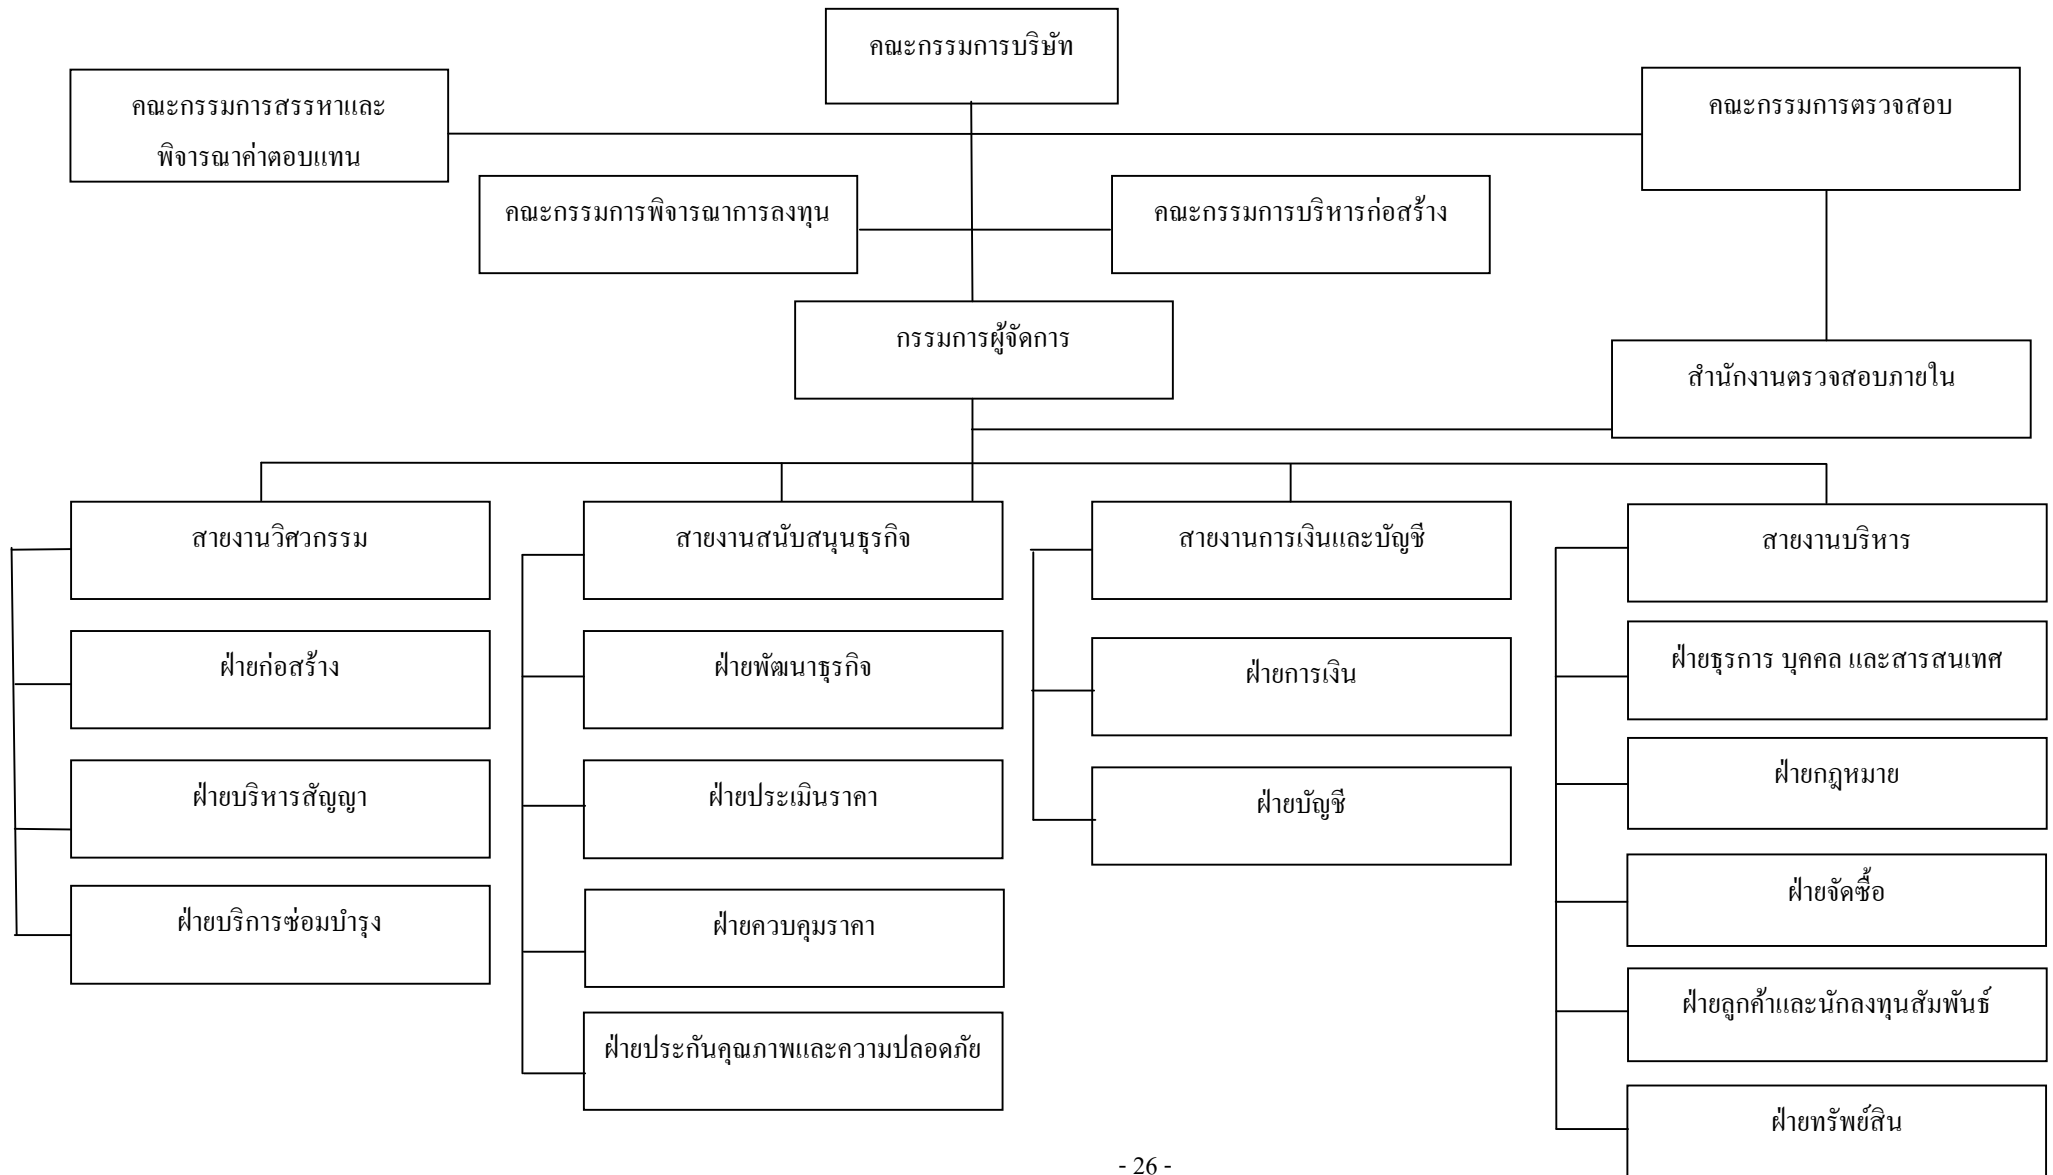 คณะกรรมการบริษัท
คณะกรรมการสรรหาและ
พิจารณาค่าตอบแทน
คณะกรรมการตรวจสอบ
คณะกรรมการพิจารณาการลงทุน
คณะกรรมการบริหารก่อสร้าง
กรรมการผู้จัดการ
สำนักงานตรวจสอบภายใน
สายงานวิศวกรรม
ฝ่ายก่อสร้าง
ฝ่ายบริหารสัญญา
ฝ่ายบริการซ่อมบำรุง
สายงานสนับสนุนธุรกิจ
ฝ่ายพัฒนาธุรกิจ
ฝ่ายประเมินราคา
ฝ่ายควบคุมราคา
ฝ่ายประกันคุณภาพและความปลอดภัย
สายงานการเงินและบัญชี
ฝ่ายการเงิน
ฝ่ายบัญชี
สายงานบริหาร
ฝ่ายธุรการ บุคคล และสารสนเทศ
ฝ่ายกฎหมาย
ฝ่ายจัดซื้อ
ฝ่ายลูกค้าและนักลงทุนสัมพันธ์
ฝ่ายทรัพย์สิน
- 26 -